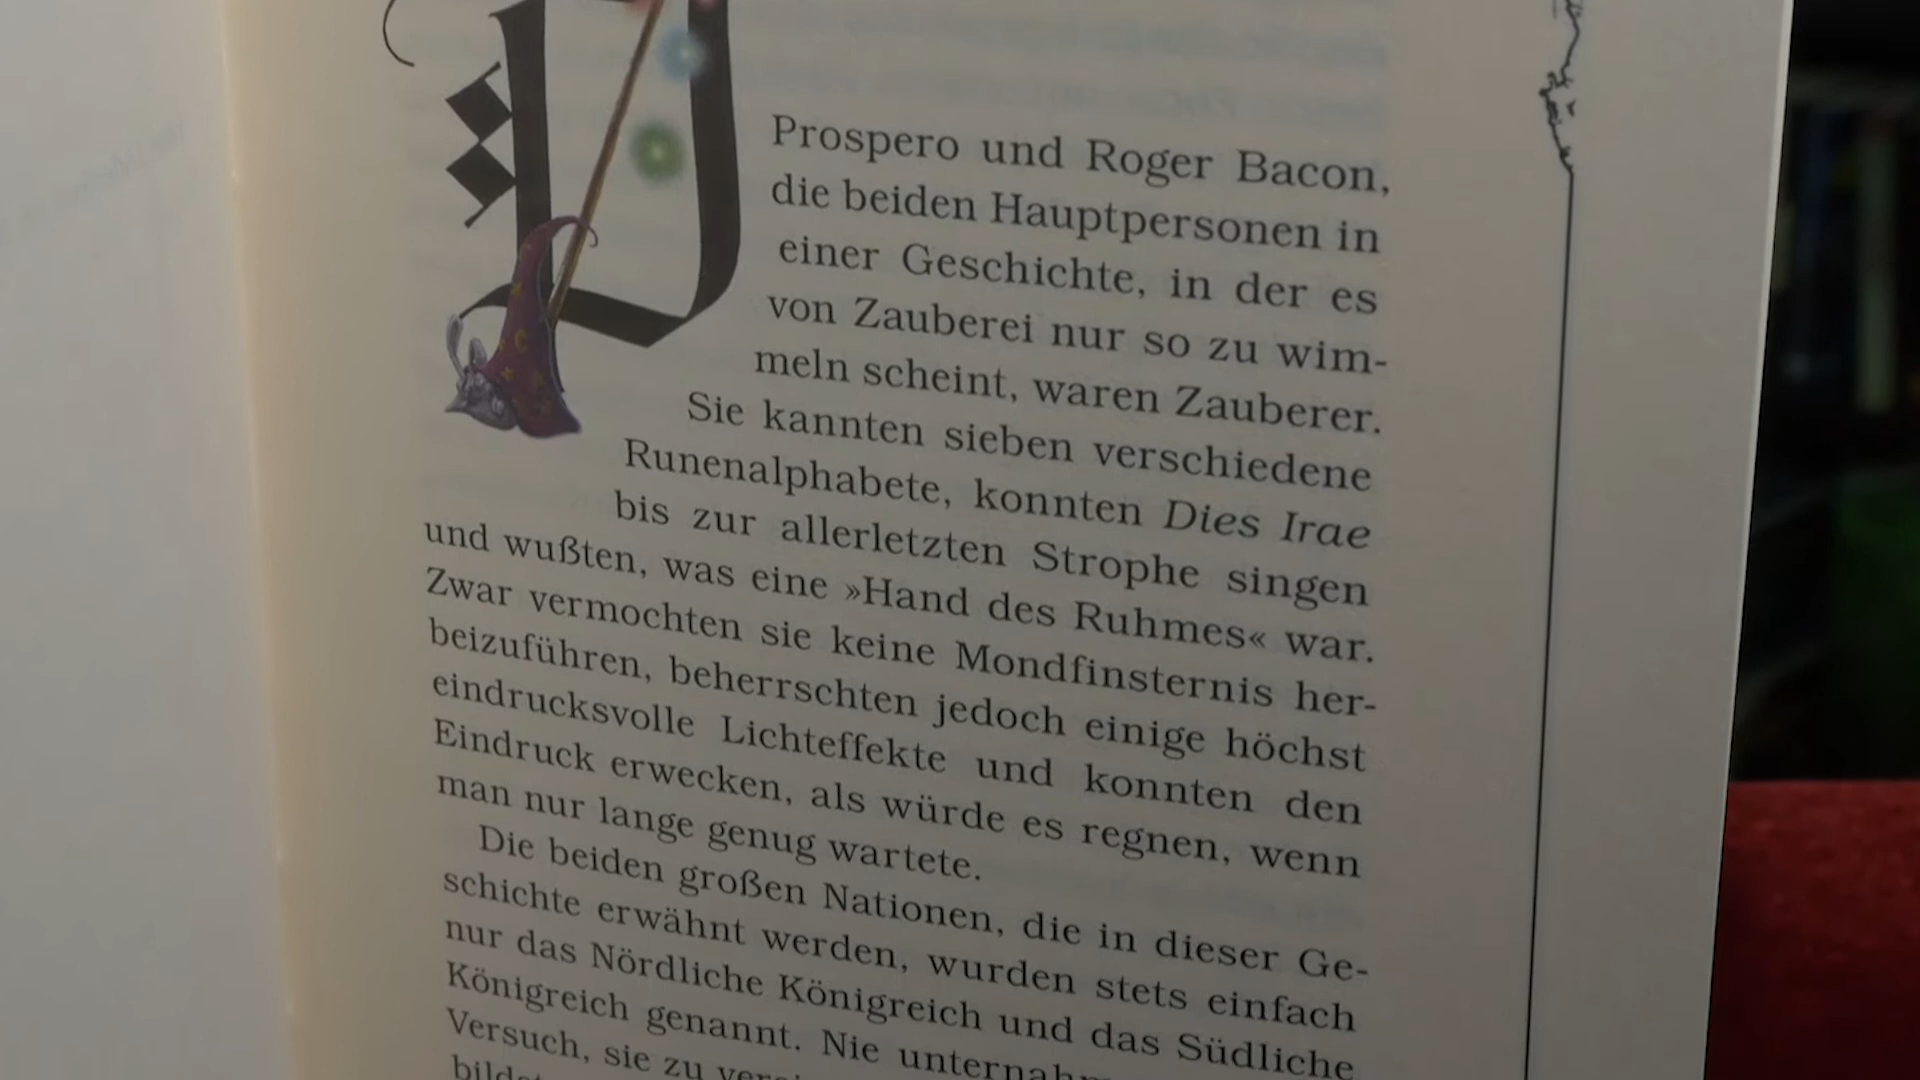 Prospero und Roger Bacon,
die beiden Hauptpersonen in
einer Geschichte, in der es
von Zauberei nur so zu wim-
meln scheint, waren Zauberer.
Sie kannten sieben verschiedene
Runenalphabete, konnten Dies Irae
bis zur allerletzten Strophe singen
und wußten, was eine »Hand des Ruhmes« war.
Zwar vermochten sie keine Mondfinsternis her-
beizuführen, beherrschten jedoch einige höchst
eindrucksvolle Lichteffekte und konnten den
Eindruck erwecken, als würde es regnen, wenn
man nur lange genug wartete.
Die beiden großen Nationen, die in dieser Ge-
schichte erwähnt werden, wurden stets einfach
nur das Nördliche Königreich und das Südliche
Königreich genannt. Nie
Versuch, sie zu